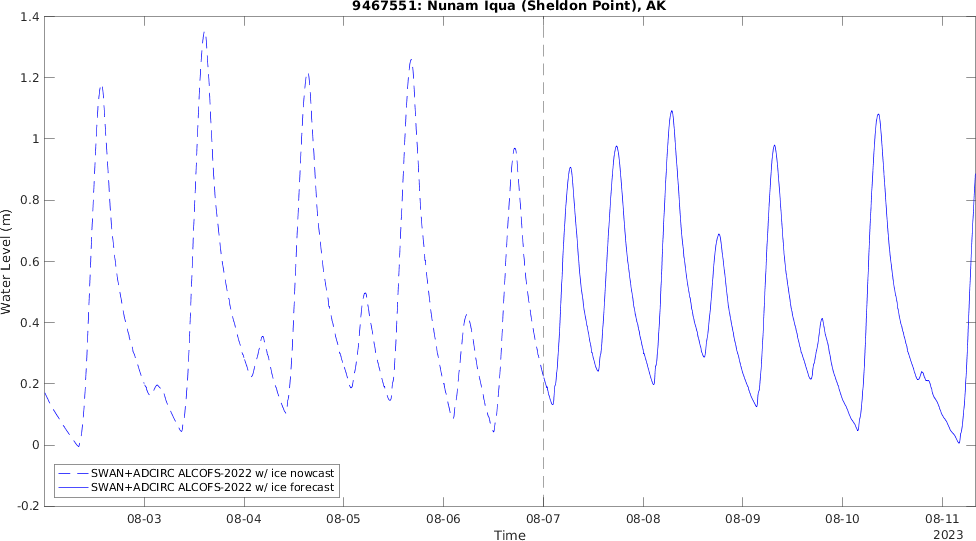 9467551: Nunam Iqua (Sheldon Point), AK
1.4
1.2
1
0.8
0.6
0.4
0.2
0
-0.2
Water Level (m)
SWAN+ADCIRC ALCOFS-2022 w/ ice nowcast
SWAN+ADCIRC ALCOFS-2022 w/ ice forecast
08-03 08-04 08-05 08-06 08-07 08-08 08-09 08-10 08-11
Time
2023